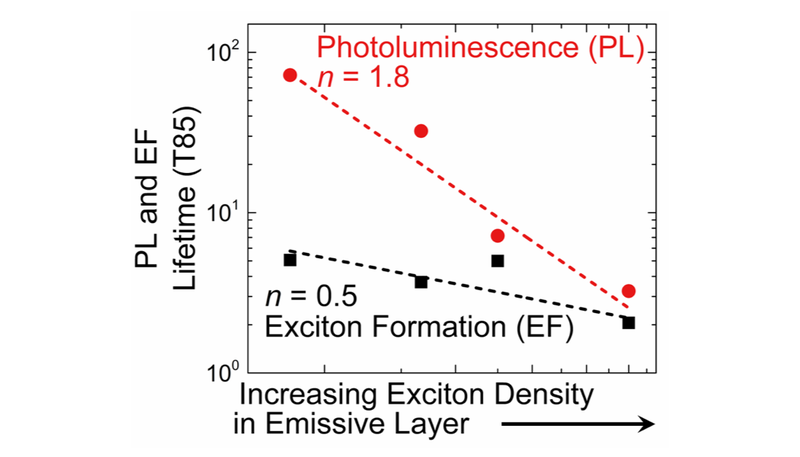 10²
10¹
10⁰
PL and EF
Lifetime (T85)
Photoluminescence (PL)
n = 1.8
n = 0.5
Exciton Formation (EF)
Increasing Exciton Density
in Emissive Layer